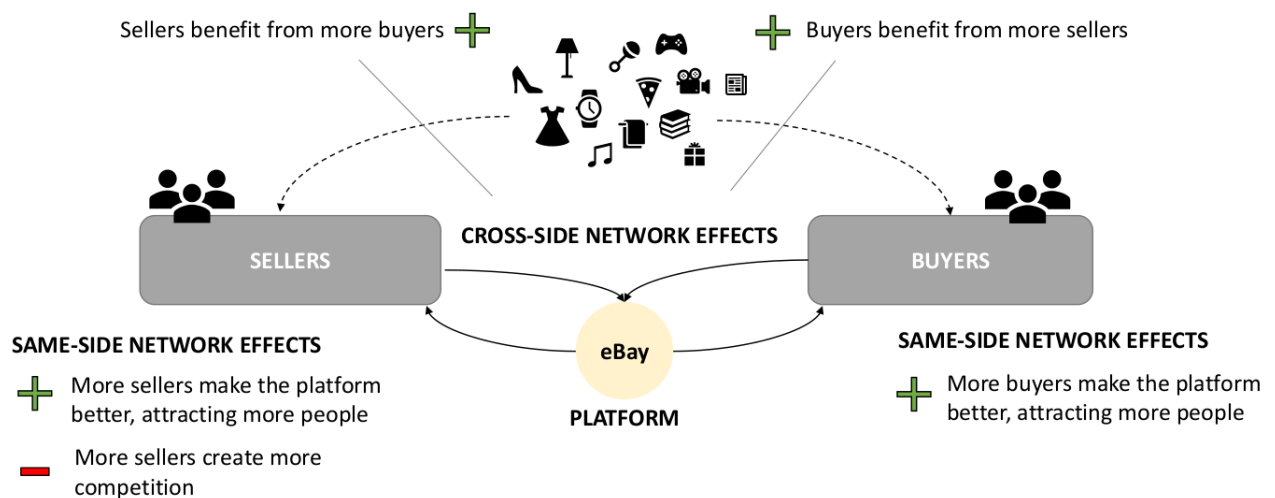 Sellers benefit from more buyers
Buyers benefit from more sellers
SELLERS
CROSS-SIDE NETWORK EFFECTS
BUYERS
eBay
PLATFORM
SAME-SIDE NETWORK EFFECTS
More sellers make the platform
better, attracting more people
More sellers create more
competition
SAME-SIDE NETWORK EFFECTS
More buyers make the platform
better, attracting more people